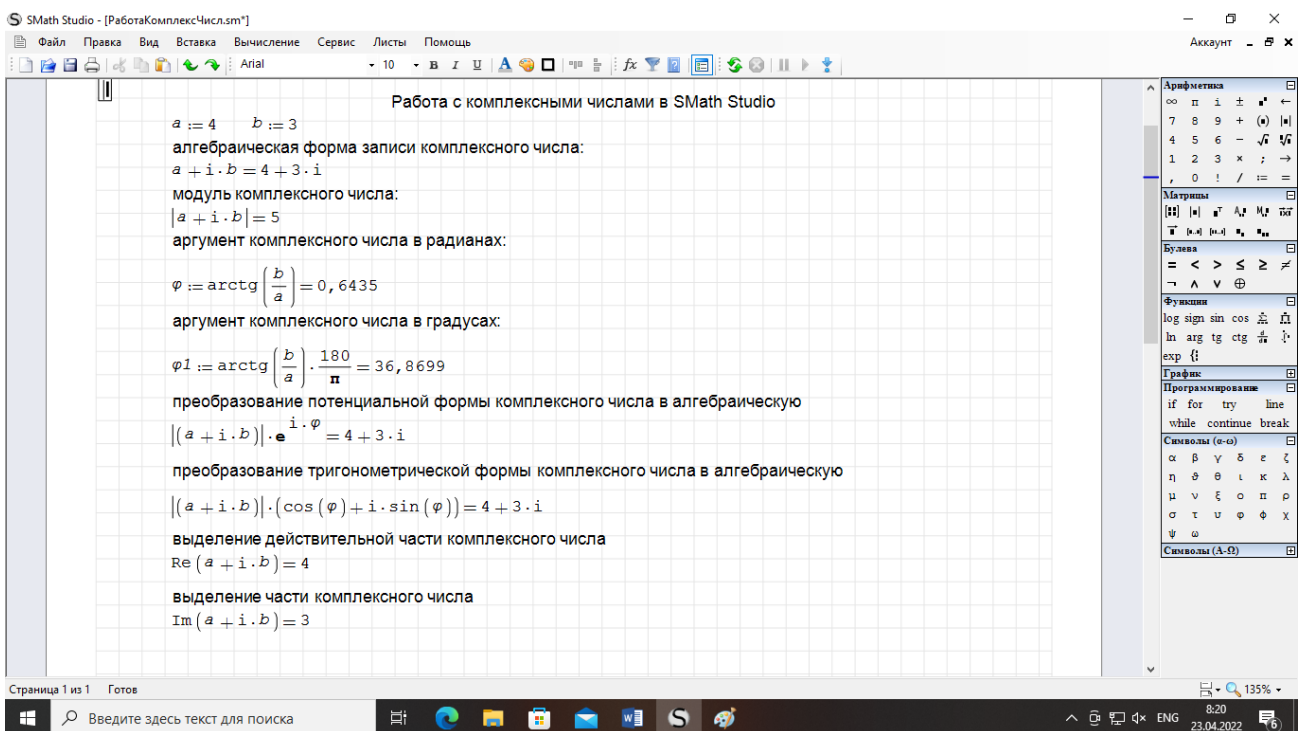 SMath Studio - [РаботаКомплексЧисл.sm*]
Файл Правка Вид Вставка Вычисление Сервис Листы Помощь Аккаунт
Arial 10 B I U A fx
Работа с комплексными числами в SMath Studio
a := 4 b := 3
алгебраическая форма записи комплексного числа:
a + i · b = 4 + 3 · i
модуль комплексного числа:
|a + i · b| = 5
аргумент комплексного числа в радианах:
φ := arctg(b/a) = 0,6435
аргумент комплексного числа в градусах:
φ1 := arctg(b/a) · 180/π = 36,8699
преобразование потенциальной формы комплексного числа в алгебраическую
|(a + i · b)| · e^(i · φ) = 4 + 3 · i
преобразование тригонометрической формы комплексного числа в алгебраическую
|(a + i · b)| · (cos(φ) + i · sin(φ)) = 4 + 3 · i
выделение действительной части комплексного числа
Re(a + i · b) = 4
выделение части комплексного числа
Im(a + i · b) = 3
Арифметика
∞ π i ± ←
7 8 9 + (▪) |▪|
4 5 6 − √
1 2 3 × ; →
, 0 ! / := =
Матрицы
Булева
= < > ≤ ≥ ≠
¬ ∧ ∨ ⊕
Функции
log sign sin cos
ln arg tg ctg
exp
График
Программирование
if for try line
while continue break
Символы (α-ω)
α β γ δ ε ζ
η ϑ θ ι κ λ
μ ν ξ ο π ρ
σ τ υ φ ϕ χ
ψ ω
Символы (Α-Ω)
Страница 1 из 1 Готов 135%
Введите здесь текст для поиска
ENG
8:20
23.04.2022
6